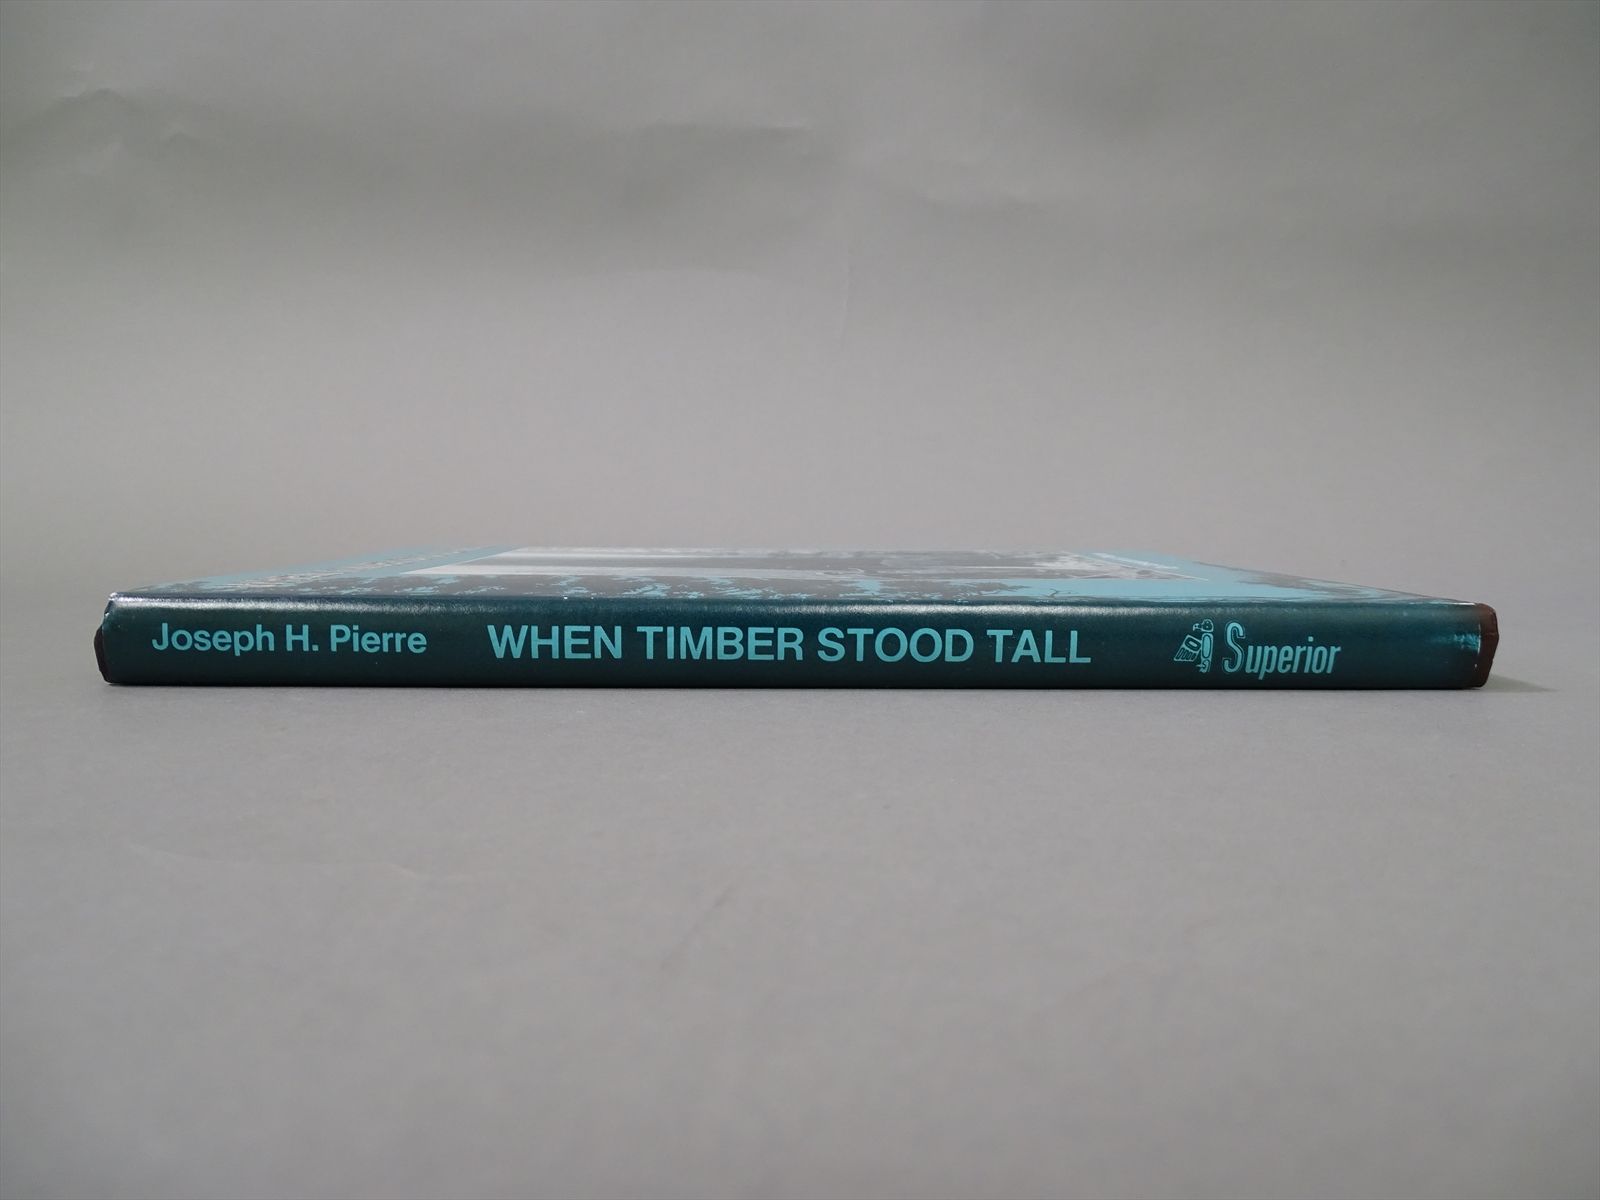 Joseph H. Pierre WHEN TIMBER STOOD TALL Superior